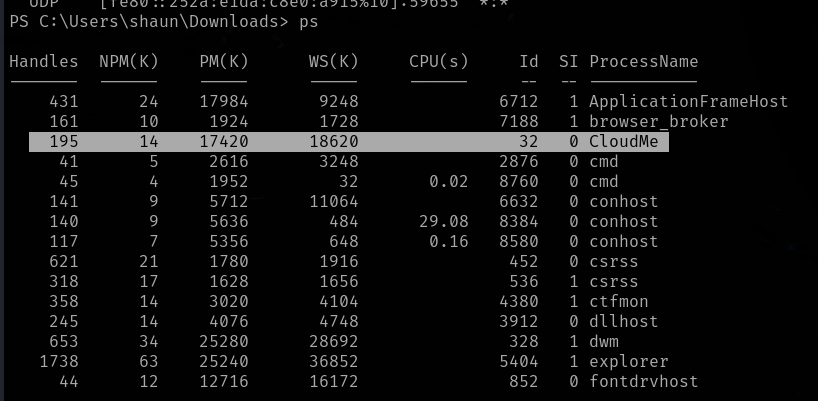 UDP    [fe80::252a:e1da:c8e0:a915%10]:59655  *:*
PS C:\Users\shaun\Downloads> ps
Handles  NPM(K)    PM(K)      WS(K)     CPU(s)     Id  SI ProcessName
-------  ------    -----      -----     ------     --  -- -----------
    431      24    17984       9248              6712   1 ApplicationFrameHost
    161      10     1924       1728              7188   1 browser_broker
    195      14    17420      18620                32   0 CloudMe
     41       5     2616       3248              2876   0 cmd
     45       4     1952         32       0.02   8760   0 cmd
    141       9     5712      11064              6632   0 conhost
    140       9     5636        484      29.08   8384   0 conhost
    117       7     5356        648       0.16   8580   0 conhost
    621      21     1780       1916               452   0 csrss
    318      17     1628       1656               536   1 csrss
    358      14     3020       4104              4380   1 ctfmon
    245      14     4076       4748              3912   0 dllhost
    653      34    25280      28692               328   1 dwm
   1738      63    25240      36852              5404   1 explorer
     44      12    12716      16172               852   0 fontdrvhost